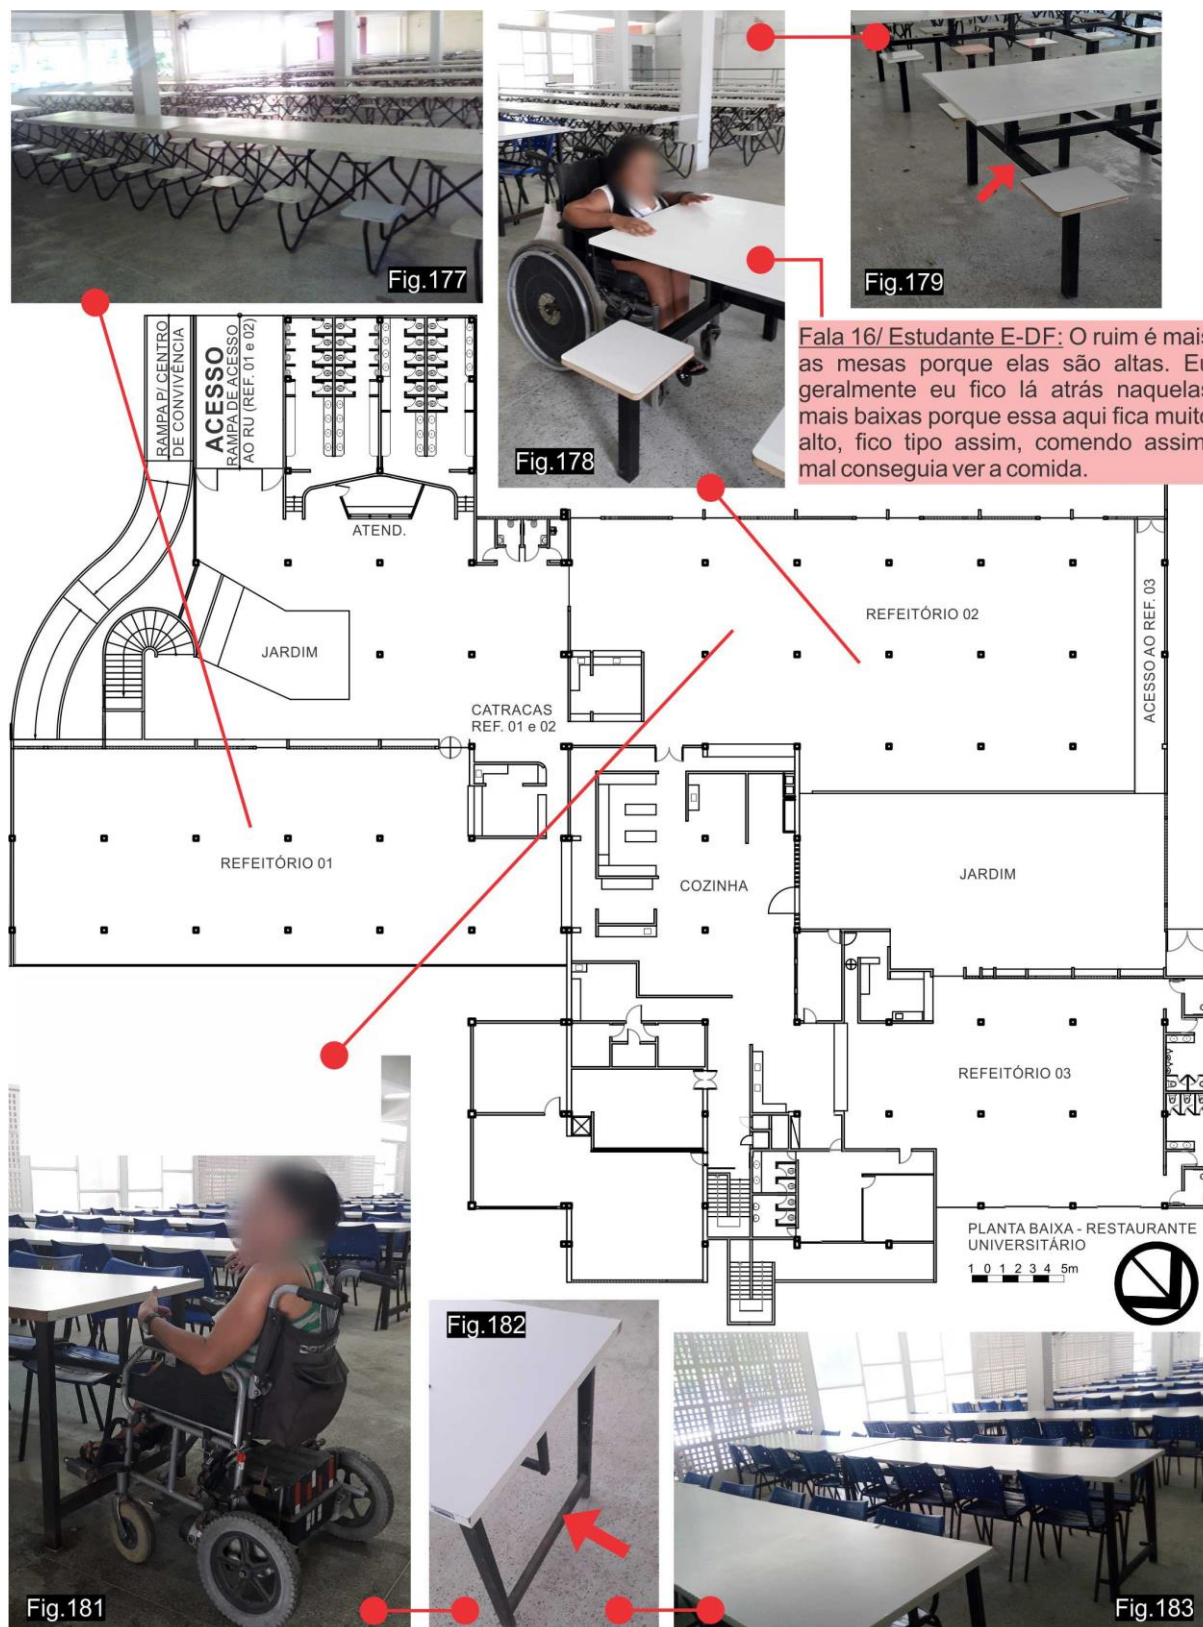 Fig.177
Fig.178
Fig.179
Fala 16/ Estudante E-DF: O ruim é mais
as mesas porque elas são altas. Eu
geralmente eu fico lá atrás naquelas
mais baixas porque essa aqui fica muito
alto, fico tipo assim, comendo assim,
mal conseguia ver a comida.
RAMPA P/ CENTRO
DE CONVIVÊNCIA
ACESSO
RAMPA DE ACESSO
AO RU (REF. 01 e 02)
ATEND.
JARDIM
CATRACAS
REF. 01 e 02
REFEITÓRIO 02
ACESSO AO REF. 03
REFEITÓRIO 01
COZINHA
JARDIM
REFEITÓRIO 03
PLANTA BAIXA - RESTAURANTE
UNIVERSITÁRIO
1 0 1 2 3 4 5m
Fig.181
Fig.182
Fig.183